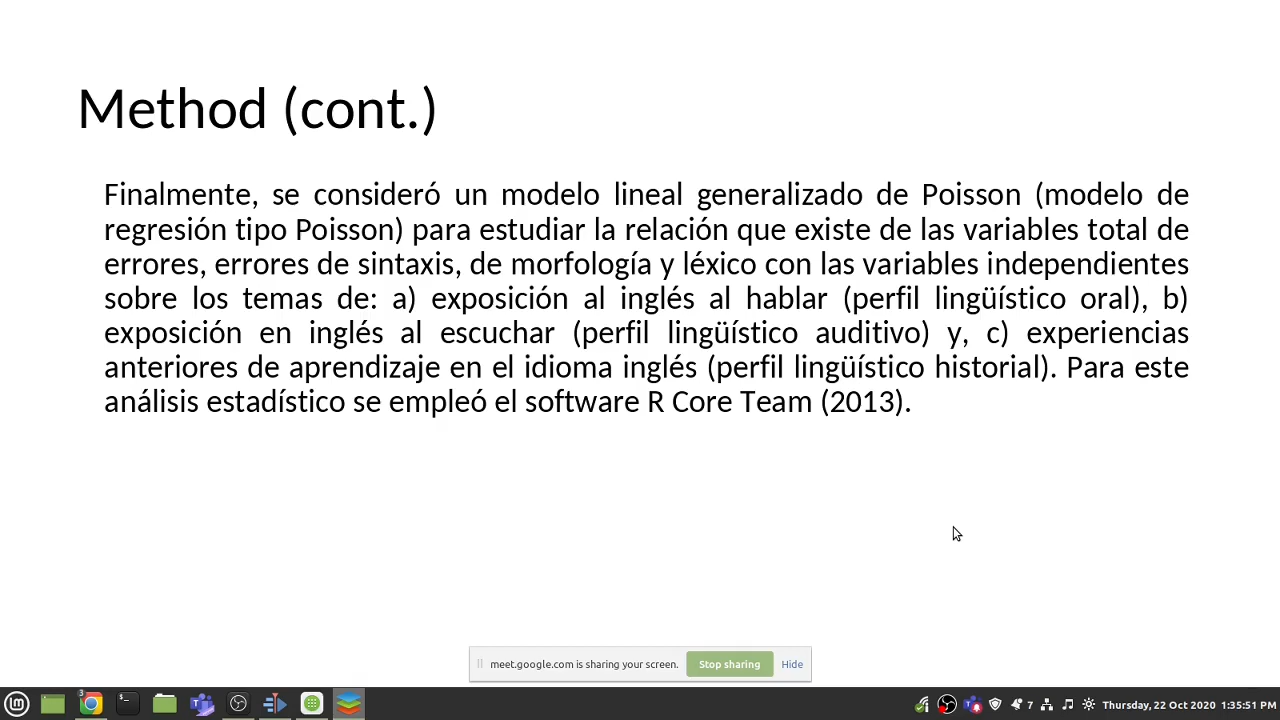 Method (cont.)
Finalmente, se consideró un modelo lineal generalizado de Poisson (modelo de
regresión tipo Poisson) para estudiar la relación que existe de las variables total de
errores, errores de sintaxis, de morfología y léxico con las variables independientes
sobre los temas de: a) exposición al inglés al hablar (perfil lingüístico oral), b)
exposición en inglés al escuchar (perfil lingüístico auditivo) y, c) experiencias
anteriores de aprendizaje en el idioma inglés (perfil lingüístico historial). Para este
análisis estadístico se empleó el software R Core Team (2013).
meet.google.com is sharing your screen. Stop sharing Hide
3
7 Thursday, 22 Oct 2020 1:35:51 PM